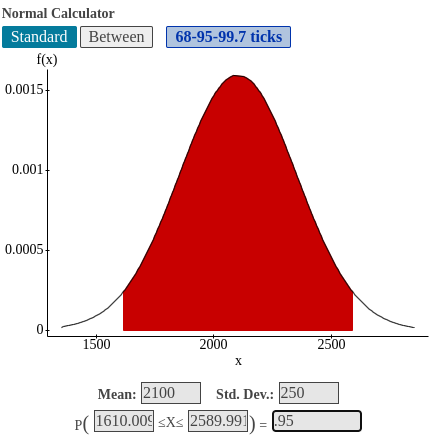 Normal Calculator
Standard Between 68-95-99.7 ticks
f(x)
0.0015
0.001
0.0005
0
1500 2000 2500
x
Mean: 2100 Std. Dev.: 250
P( 1610.009 ≤X≤ 2589.991 ) = .95